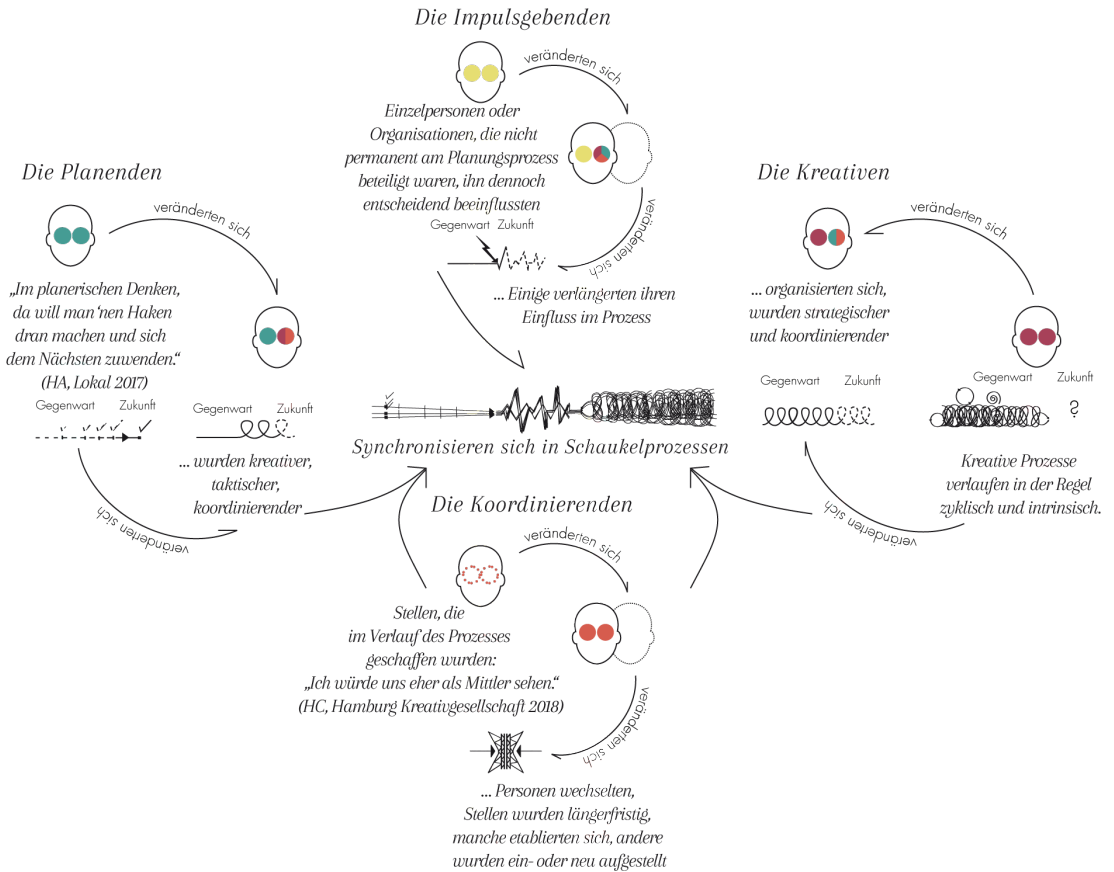 Die Impulsgebenden
veränderten sich
Einzelpersonen oder
Organisationen, die nicht
permanent am Planungsprozess
beteiligt waren, ihn dennoch
entscheidend beeinflussten
Gegenwart Zukunft
veränderten sich
... Einige verlängerten ihren
Einfluss im Prozess
Die Planenden
veränderten sich
„Im planerischen Denken,
da will man ‘nen Haken
dran machen und sich
dem Nächsten zuwenden.“
(HA, Lokal 2017)
Gegenwart Zukunft
Gegenwart Zukunft
... wurden kreativer,
taktischer,
koordinierender
veränderten sich
Die Kreativen
veränderten sich
... organisierten sich,
wurden strategischer
und koordinierender
Gegenwart Zukunft
Gegenwart Zukunft
?
Kreative Prozesse
verlaufen in der Regel
zyklisch und intrinsisch.
veränderten sich
Synchronisieren sich in Schaukelprozessen
Die Koordinierenden
veränderten sich
Stellen, die
im Verlauf des Prozesses
geschaffen wurden:
„Ich würde uns eher als Mittler sehen.“
(HC, Hamburg Kreativgesellschaft 2018)
veränderten sich
... Personen wechselten,
Stellen wurden längerfristig,
manche etablierten sich, andere
wurden ein- oder neu aufgestellt